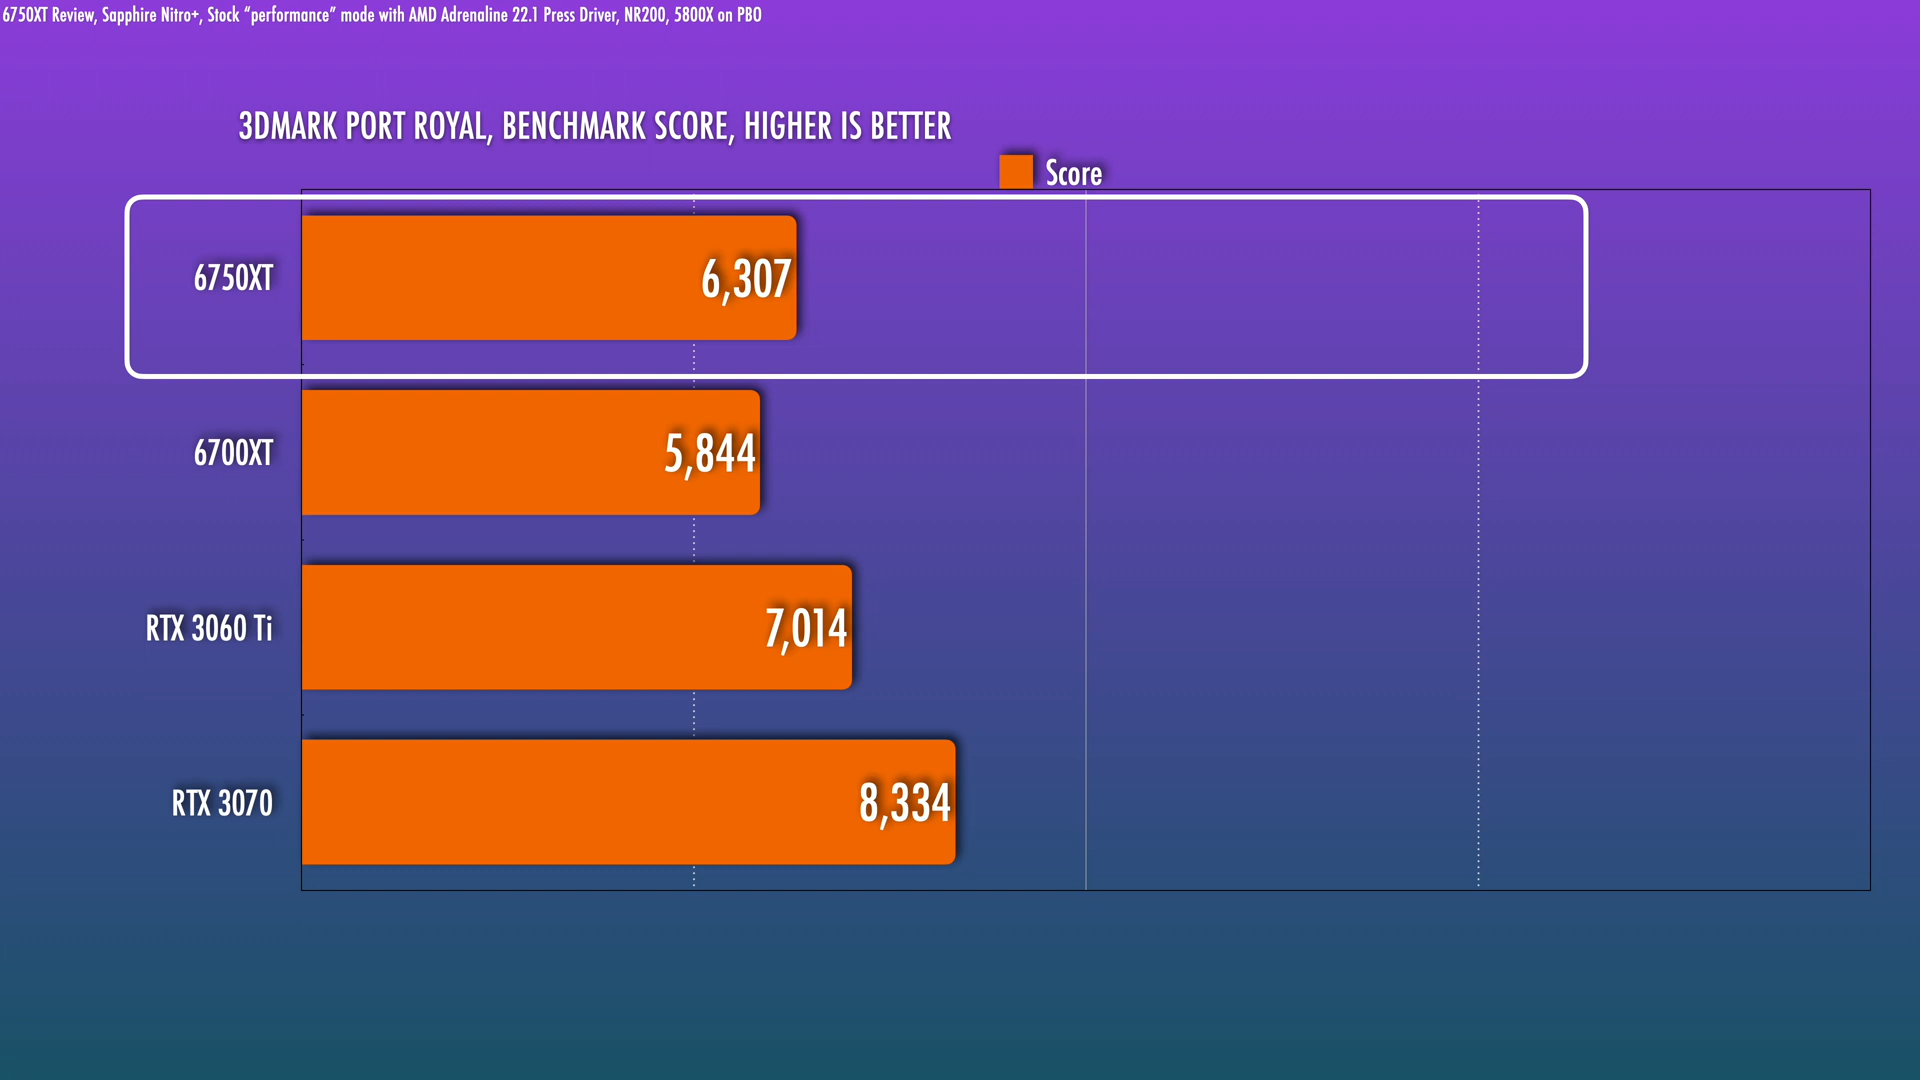 6750XT Review, Sapphire Nitro+, Stock “performance” mode with AMD Adrenaline 22.1 Press Driver, NR200, 5800X on PBO
3DMARK PORT ROYAL, BENCHMARK SCORE, HIGHER IS BETTER
Score
6750XT
6,307
6700XT
5,844
RTX 3060 Ti
7,014
RTX 3070
8,334